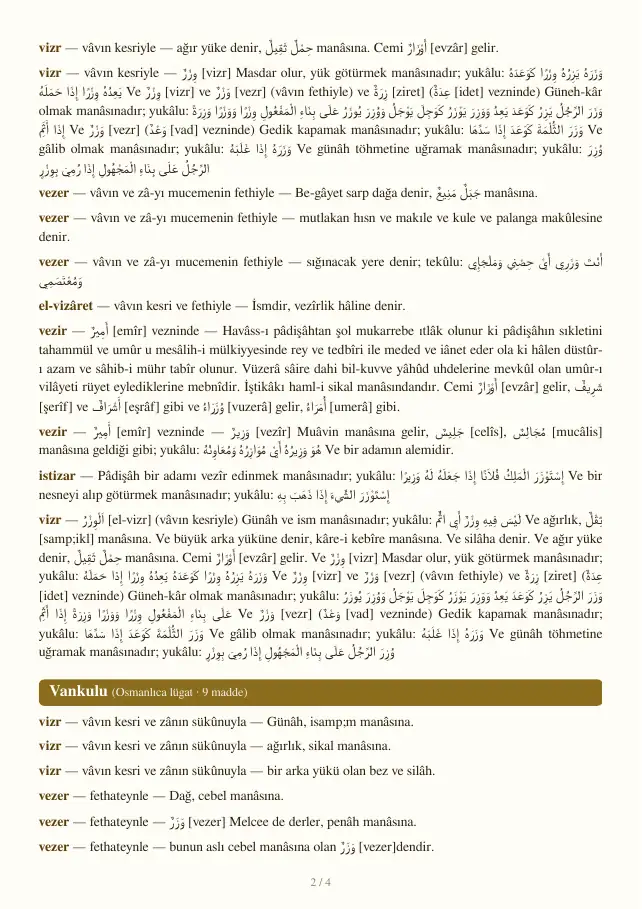 vizr — vâvın kesriyle — ağır yüke denir, حِمْلٌ ثَقِيلٌ manâsına. Cemi أَوْزَارٌ [evzâr] gelir.
vizr — vâvın kesriyle — وِزْرٌ [vizr] Masdar olur, yük götürmek manâsınadır; yukâlu: وَزَرَهُ يَزِرُهُ وِزْرًا كَوَعَدَهُ
يَعِدُهُ وِزْرًا إِذَا حَمَلَهُ Ve وِزْرٌ [vizr] ve وَزْرٌ [vezr] (vâvın fethiyle) ve زِرَةٌ [ziret] (عِدَةٌ [idet] vezninde) Güneh-kâr
olmak manâsınadır; yukâlu: وَزَرَ الرَّجُلُ يَزِرُ كَوَعَدَ يَعِدُ وَوَزِرَ يَوْزَرُ كَوَجِلَ يَوْجَلُ وَوُزِرَ يُوزَرُ عَلَى بِنَاءِ الْمَفْعُولِ وِزْرًا وَوَزْرًا وَزِرَةً
إِذَا أَثِمَ Ve وَزْرٌ [vezr] (وَعْدٌ [vad] vezninde) Gedik kapamak manâsınadır; yukâlu: وَزَرَ الثُّلْمَةَ كَوَعَدَ إِذَا سَدَّهَا Ve
gâlib olmak manâsınadır; yukâlu: وَزَرَهُ إِذَا غَلَبَهُ Ve günâh töhmetine uğramak manâsınadır; yukâlu: وُزِرَ
الرَّجُلُ عَلَى بِنَاءِ الْمَجْهُولِ إِذَا رُمِيَ بِوِزْرٍ
vezer — vâvın ve zâ-yı mucemenin fethiyle — Be-gâyet sarp dağa denir, جَبَلٌ مَنِيعٌ manâsına.
vezer — vâvın ve zâ-yı mucemenin fethiyle — mutlakan hısn ve makıle ve kule ve palanga makûlesine
denir.
vezer — vâvın ve zâ-yı mucemenin fethiyle — sığınacak yere denir; tekûlu: أَنْتَ وَزَرِي أَيْ حِصْنِي وَمَلْجَإِي
وَمُعْتَصَمِي
el-vizâret — vâvın kesri ve fethiyle — İsmdir, vezîrlik hâline denir.
vezir — أَمِيرٌ [emîr] vezninde — Havâss-ı pâdişâhtan şol mukarrebe ıtlâk olunur ki pâdişâhın sıkletini
tahammül ve umûr u mesâlih-i mülkiyyesinde rey ve tedbîri ile meded ve iânet eder ola ki hâlen düstûr-
ı azam ve sâhib-i mühr tabîr olunur. Vüzerâ sâire dahi bil-kuvve yâhûd uhdelerine mevkûl olan umûr-ı
vilâyeti rüyet eylediklerine mebnîdir. İştikâkı haml-i sikal manâsındandır. Cemi أَوْزَارٌ [evzâr] gelir, شَرِيفٌ
[şerîf] ve أَشْرَافٌ [eşrâf] gibi ve وُزَرَاءُ [vuzerâ] gelir, أُمَرَاءُ [umerâ] gibi.
vezir — أَمِيرٌ [emîr] vezninde — وَزِيرٌ [vezîr] Muâvin manâsına gelir, جَلِيسٌ [celîs], مُجَالِسٌ [mucâlis]
manâsına geldiği gibi; yukâlu: هُوَ وَزِيرُهُ أَيْ مُوَازِرُهُ وَمُعَاوِنُهُ Ve bir adamın alemidir.
istizar — Pâdişâh bir adamı vezîr edinmek manâsınadır; yukâlu: إِسْتَوْزَرَ الْمَلِكُ فُلَانًا إِذَا جَعَلَهُ لَهُ وَزِيرًا Ve bir
nesneyi alıp götürmek manâsınadır; yukâlu: إِسْتَوْزَرَ الشَّيْءَ إِذَا ذَهَبَ بِهِ
vizr — اَلْوِزْرُ [el-vizr] (vâvın kesriyle) Günâh ve ism manâsınadır; yukâlu: لَيْسَ فِيهِ وِزْرٌ أَيِ اثْمٌ Ve ağırlık, ثِقْلٌ
[samp;ikl] manâsına. Ve büyük arka yüküne denir, kâre-i kebîre manâsına. Ve silâha denir. Ve ağır yüke
denir, حِمْلٌ ثَقِيلٌ manâsına. Cemi أَوْزَارٌ [evzâr] gelir. Ve وِزْرٌ [vizr] Masdar olur, yük götürmek manâsınadır;
yukâlu: وَزَرَهُ يَزِرُهُ وِزْرًا كَوَعَدَهُ يَعِدُهُ وِزْرًا إِذَا حَمَلَهُ Ve وِزْرٌ [vizr] ve وَزْرٌ [vezr] (vâvın fethiyle) ve زِرَةٌ [ziret] (عِدَةٌ
[idet] vezninde) Güneh-kâr olmak manâsınadır; yukâlu: وَزَرَ الرَّجُلُ يَزِرُ كَوَعَدَ يَعِدُ وَوَزِرَ يَوْزَرُ كَوَجِلَ يَوْجَلُ وَوُزِرَ يُوزَرُ
عَلَى بِنَاءِ الْمَفْعُولِ وِزْرًا وَوَزْرًا وَزِرَةً إِذَا أَثِمَ Ve وَزْرٌ [vezr] (وَعْدٌ [vad] vezninde) Gedik kapamak manâsınadır;
yukâlu: وَزَرَ الثُّلْمَةَ كَوَعَدَ إِذَا سَدَّهَا Ve gâlib olmak manâsınadır; yukâlu: وَزَرَهُ إِذَا غَلَبَهُ Ve günâh töhmetine
uğramak manâsınadır; yukâlu: وُزِرَ الرَّجُلُ عَلَى بِنَاءِ الْمَجْهُولِ إِذَا رُمِيَ بِوِزْرٍ
Vankulu (Osmanlıca lügat · 9 madde)
vizr — vâvın kesri ve zânın sükûnuyla — Günâh, isamp;m manâsına.
vizr — vâvın kesri ve zânın sükûnuyla — ağırlık, sikal manâsına.
vizr — vâvın kesri ve zânın sükûnuyla — bir arka yükü olan bez ve silâh.
vezer — fethateynle — Dağ, cebel manâsına.
vezer — fethateynle — وَزَرٌ [vezer] Melcee de derler, penâh manâsına.
vezer — fethateynle — bunun aslı cebel manâsına olan وَزَرٌ [vezer]dendir.
2 / 4